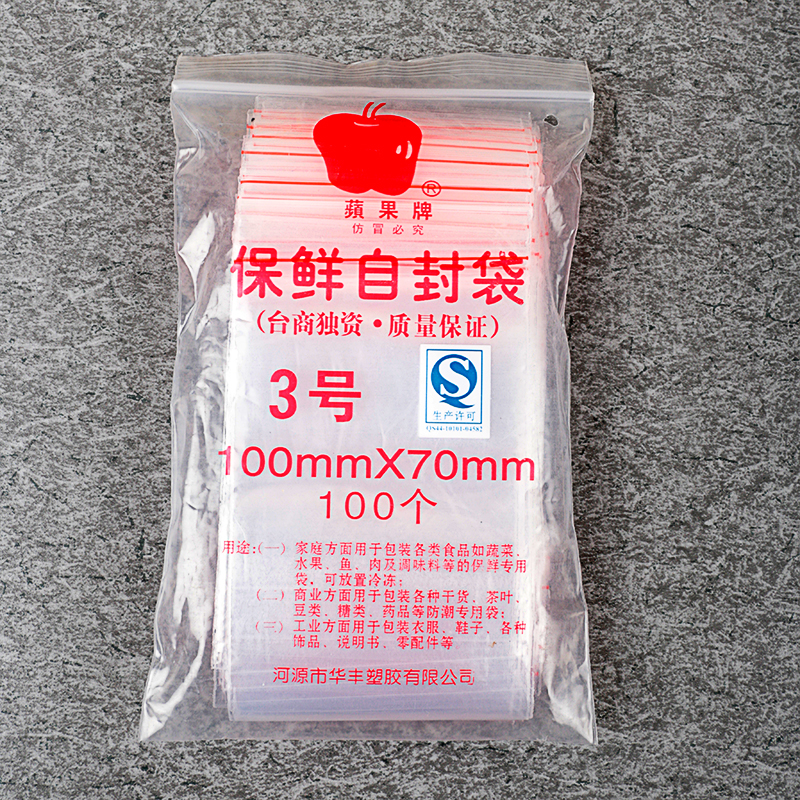 ®
蘋果牌
仿冒必究
保鲜自封袋
（台商独资·质量保证）
3号
QS
生产许可
QS44-10101-04582
100mmX70mm
100个
用途:(一) 家庭方面用于包装各类食品如蔬菜、
水果、鱼、肉及调味料等的保鲜专用
袋，可放置冷冻；
(二) 商业方面用于包装各种干货、茶叶、
豆类、糖类、药品等防潮专用袋；
(三) 工业方面用于包装衣服、鞋子、各种
饰品、说明书、零配件等
河源市华丰塑胶有限公司